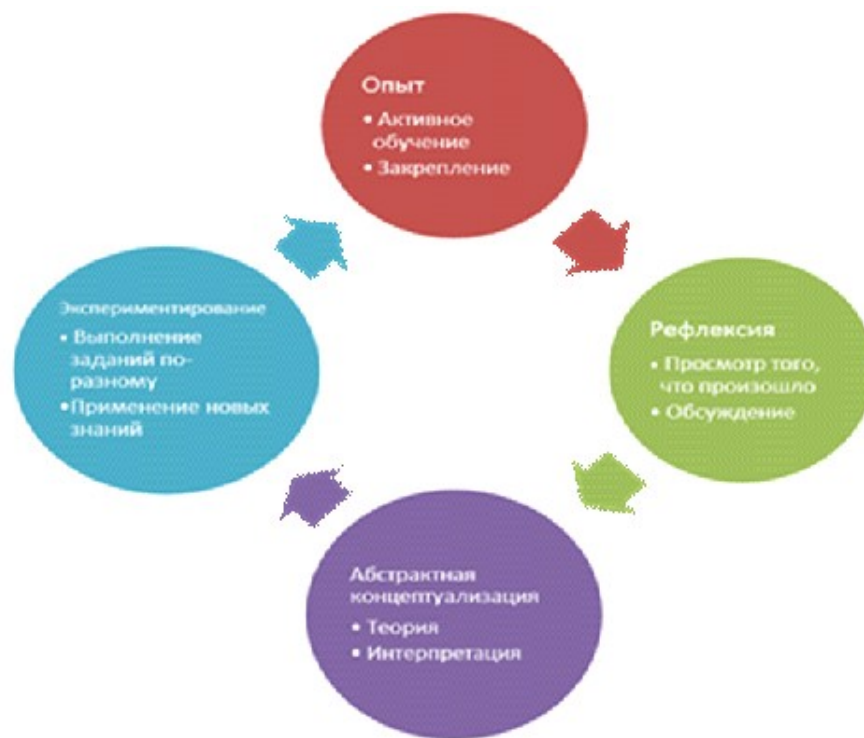 Опыт
• Активное
обучение
• Закрепление
Рефлексия
• Просмотр того,
что произошло
• Обсуждение
Абстрактная
концептуализация
• Теория
• Интерпретация
Экспериментирование
• Выполнение
заданий по-
разному
•Применение новых
знаний